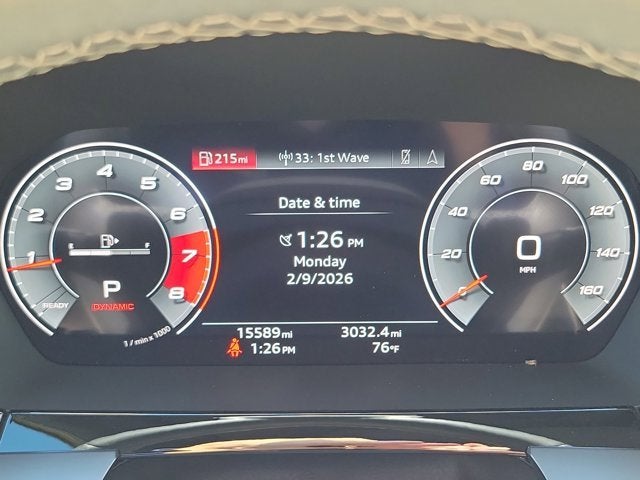 215mi
33: 1st Wave
Date & time
1:26 PM
Monday
2/9/2026
15589mi 3032.4mi
1:26PM 76°F
1 2 3 4 5 6 7 8
READY
E F
P
DYNAMIC
1 / min x 1000
0 20 40 60 80 100 120 140 160
0
MPH